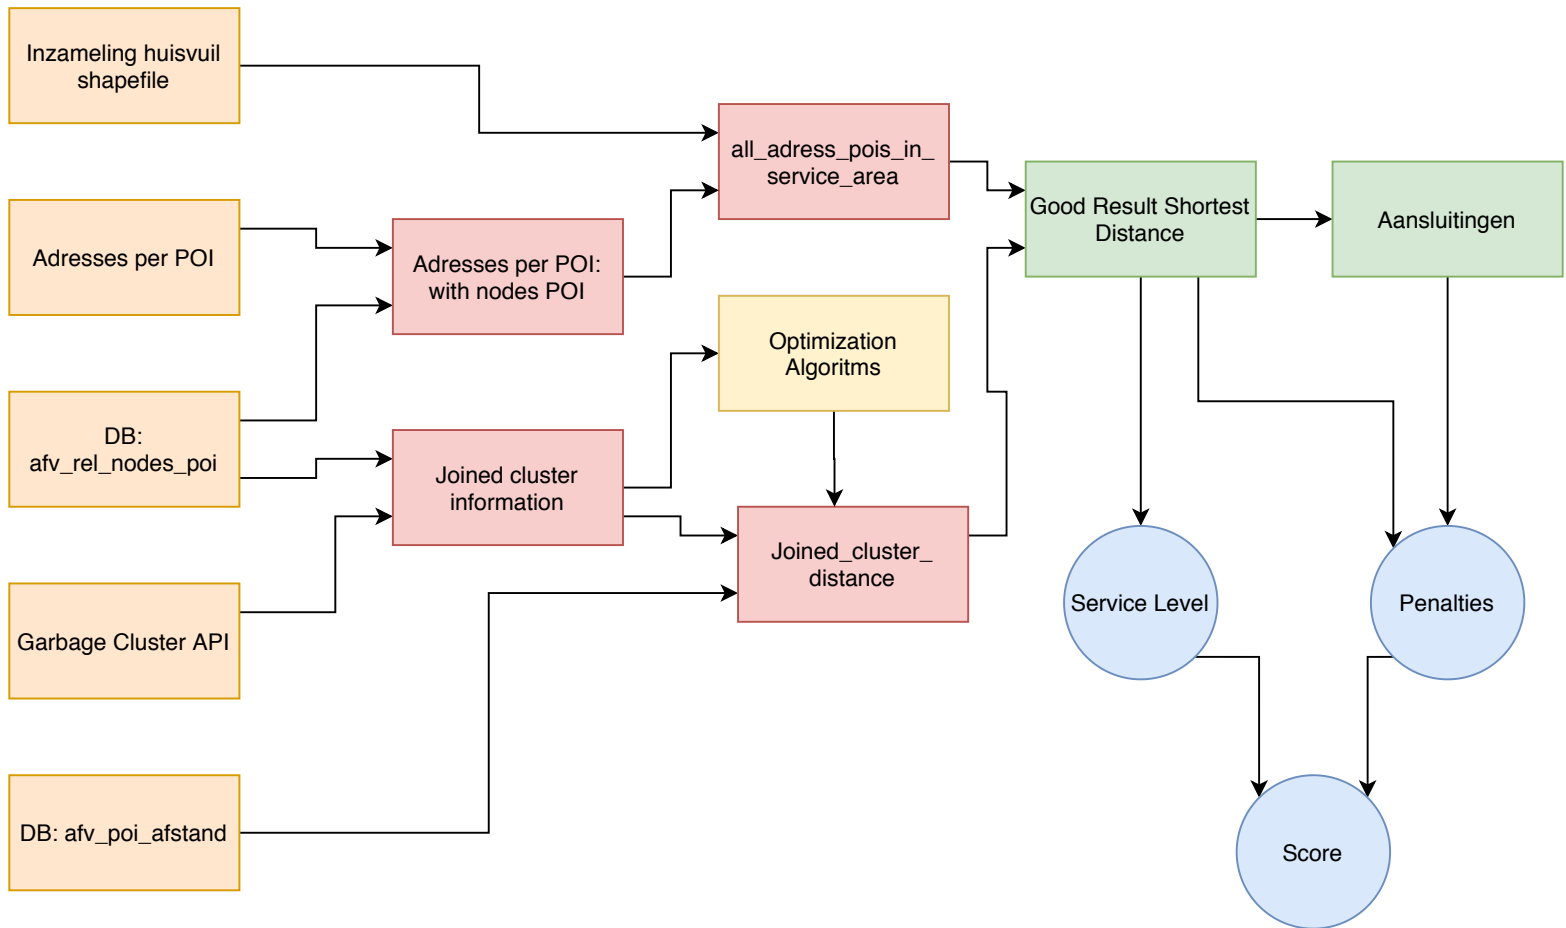 Inzameling huisvuil
shapefile
Adresses per POI
DB:
afv_rel_nodes_poi
Garbage Cluster API
DB: afv_poi_afstand
Adresses per POI:
with nodes POI
Joined cluster
information
all_adress_pois_in_
service_area
Optimization
Algoritms
Joined_cluster_
distance
Good Result Shortest
Distance
Aansluitingen
Service Level
Penalties
Score